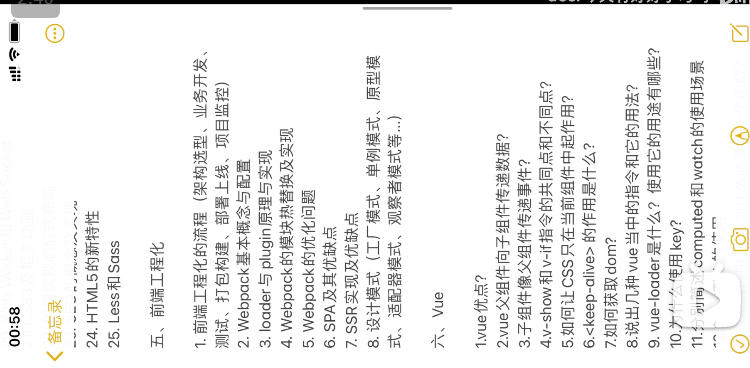 00:58
备忘录
24. HTML5的新特性
25. Less和Sass
五、前端工程化
1. 前端工程化的流程（架构选型、业务开发、
测试、打包构建、部署上线、项目监控）
2. Webpack基本概念与配置
3. loader与plugin原理与实现
4. Webpack的模块热替换及实现
5. Webpack的优化问题
6. SPA及其优缺点
7. SSR实现及优缺点
8. 设计模式（工厂模式、单例模式、原型模
式、适配器模式、观察者模式等...）
六、Vue
1.vue优点？
2.vue父组件向子组件传递数据？
3.子组件像父组件传递事件？
4.v-show和v-if指令的共同点和不同点？
5.如何让CSS只在当前组件中起作用？
6.<keep-alive> 的作用是什么？
7.如何获取dom？
8.说出几种vue当中的指令和它的用法？
9. vue-loader是什么？使用它的用途有哪些？
10.为什么使用key?
11.分别简述computed和watch的使用场景